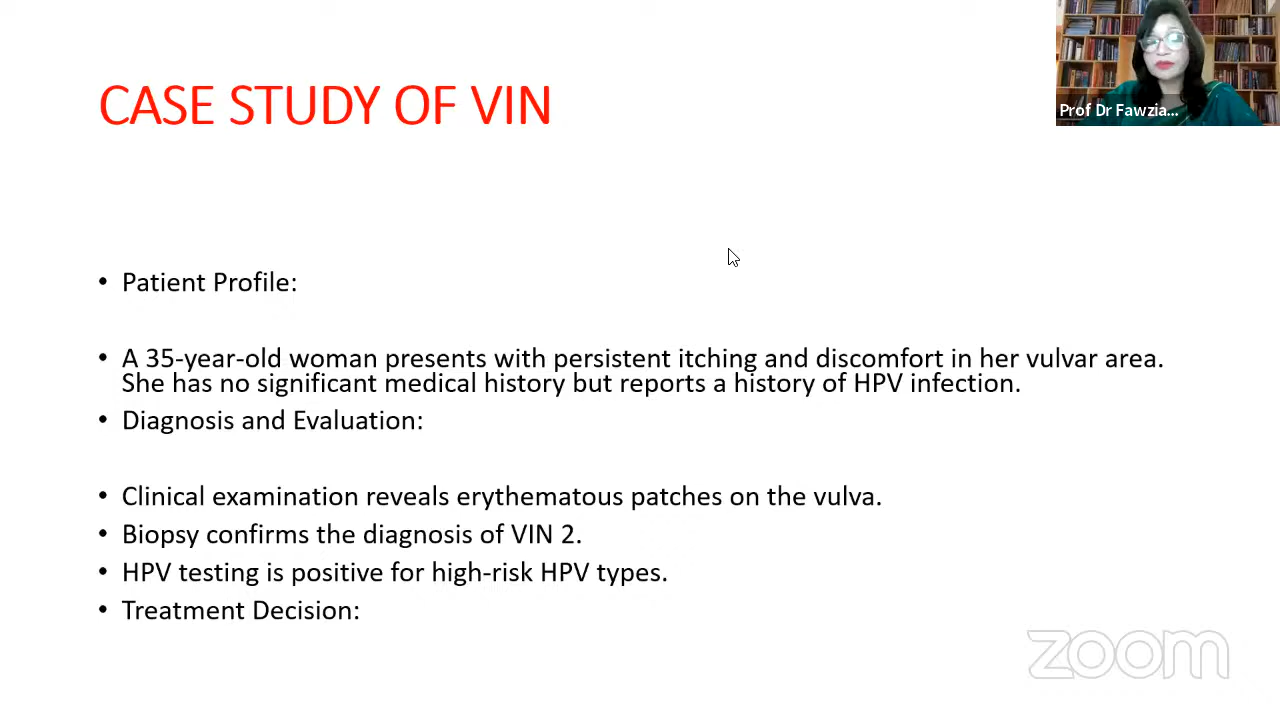 CASE STUDY OF VIN
Prof Dr Fawzia...
• Patient Profile:
• A 35-year-old woman presents with persistent itching and discomfort in her vulvar area.
She has no significant medical history but reports a history of HPV infection.
• Diagnosis and Evaluation:
• Clinical examination reveals erythematous patches on the vulva.
• Biopsy confirms the diagnosis of VIN 2.
• HPV testing is positive for high-risk HPV types.
• Treatment Decision:
zoom